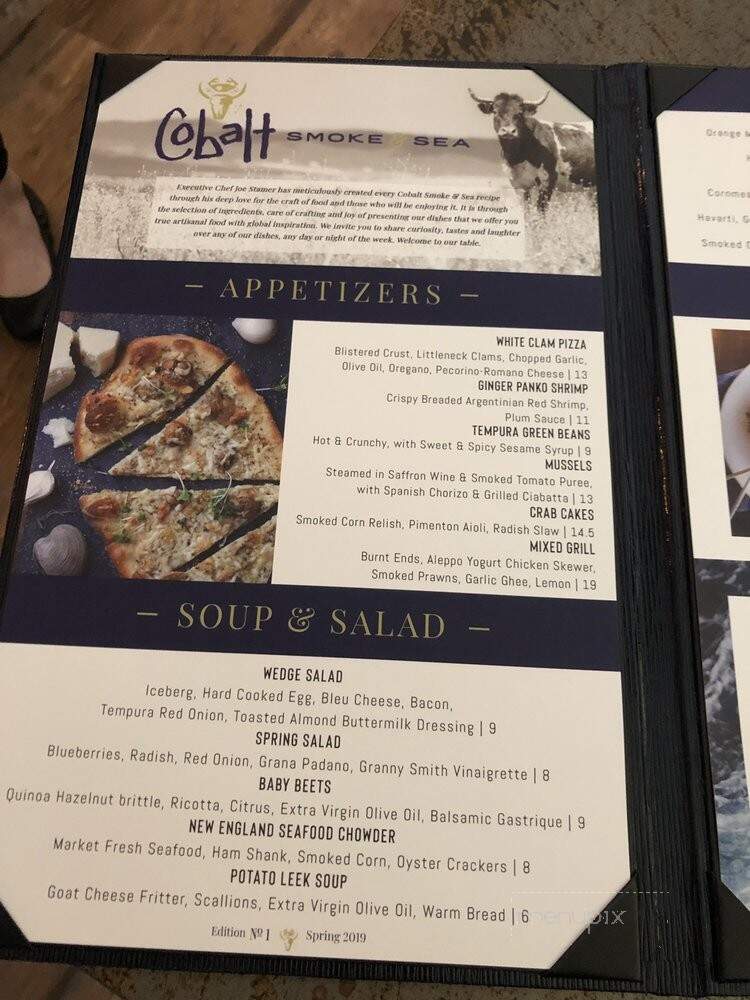 Cobalt SMOKE & SEA
Executive Chef Joe Stamer has meticulously created every Cobalt Smoke & Sea recipe
through his deep love for the craft of food and those who will be enjoying it. It is through
the selection of ingredients, care of crafting and joy of presenting our dishes that we offer you
true artisanal food with global inspiration. We invite you to share curiosity, tastes and laughter
over any of our dishes, any day or night of the week. Welcome to our table.
– APPETIZERS –
WHITE CLAM PIZZA
Blistered Crust, Littleneck Clams, Chopped Garlic,
Olive Oil, Oregano, Pecorino-Romano Cheese | 13
GINGER PANKO SHRIMP
Crispy Breaded Argentinian Red Shrimp,
Plum Sauce | 11
TEMPURA GREEN BEANS
Hot & Crunchy, with Sweet & Spicy Sesame Syrup | 9
MUSSELS
Steamed in Saffron Wine & Smoked Tomato Puree,
with Spanish Chorizo & Grilled Ciabatta | 13
CRAB CAKES
Smoked Corn Relish, Pimenton Aioli, Radish Slaw | 14.5
MIXED GRILL
Burnt Ends, Aleppo Yogurt Chicken Skewer,
Smoked Prawns, Garlic Ghee, Lemon | 19
– SOUP & SALAD –
WEDGE SALAD
Iceberg, Hard Cooked Egg, Bleu Cheese, Bacon,
Tempura Red Onion, Toasted Almond Buttermilk Dressing | 9
SPRING SALAD
Blueberries, Radish, Red Onion, Grana Padano, Granny Smith Vinaigrette | 8
BABY BEETS
Quinoa Hazelnut brittle, Ricotta, Citrus, Extra Virgin Olive Oil, Balsamic Gastrique | 9
NEW ENGLAND SEAFOOD CHOWDER
Market Fresh Seafood, Ham Shank, Smoked Corn, Oyster Crackers | 8
POTATO LEEK SOUP
Goat Cheese Fritter, Scallions, Extra Virgin Olive Oil, Warm Bread | 6
Edition Nº 1 Spring 2019
menupix
Orange
Havarti,
Smoked